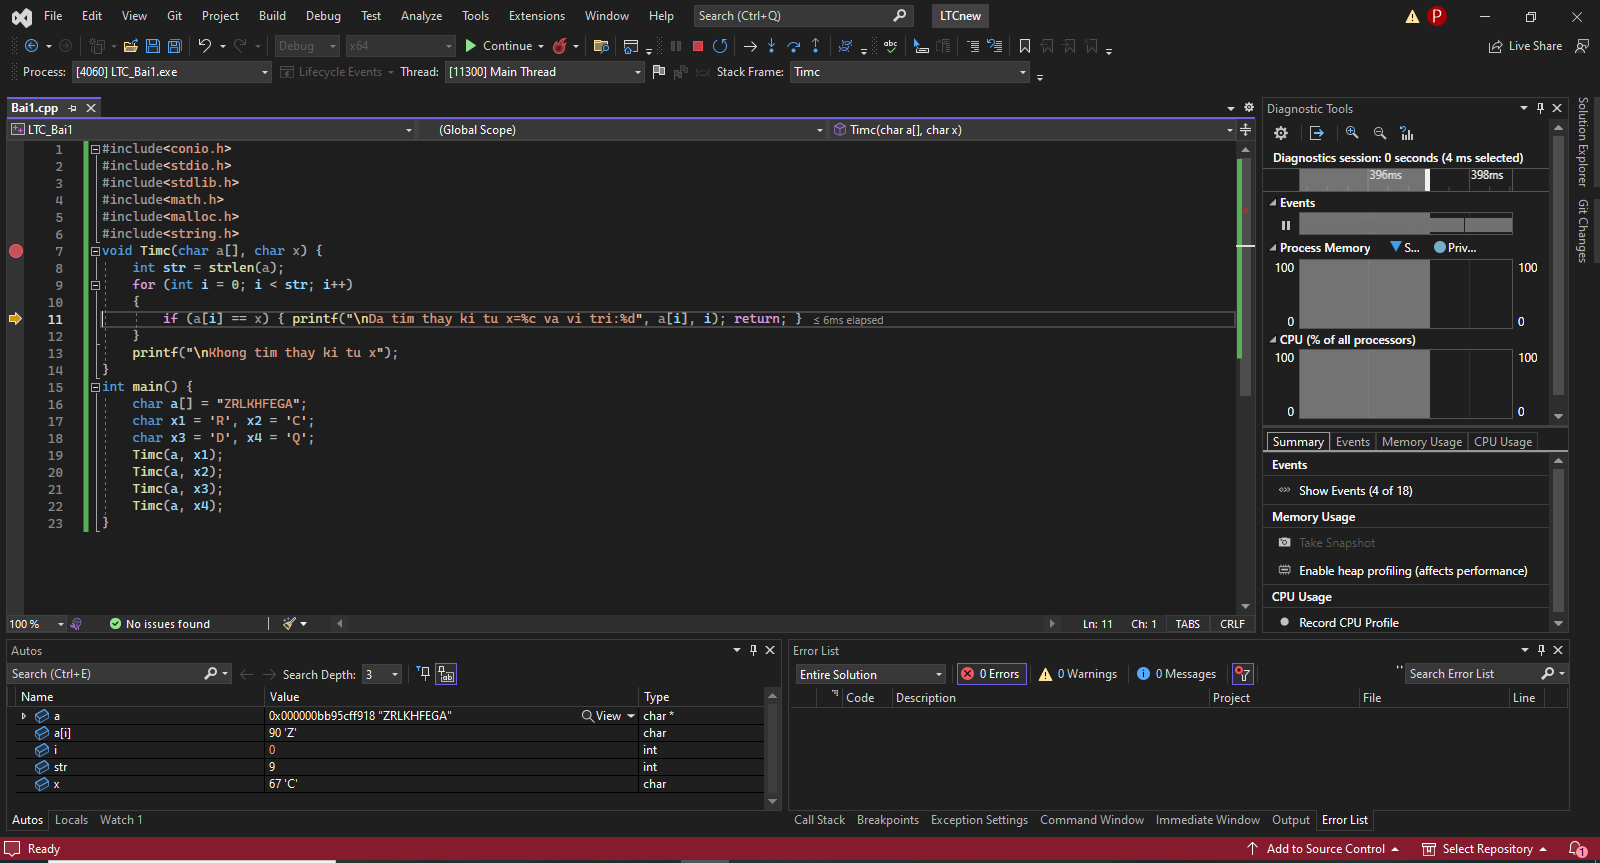 File Edit View Git Project Build Debug Test Analyze Tools Extensions Window Help Search (Ctrl+Q) LTCnew P
Debug x64 Continue Live Share
Process: [4060] LTC_Bai1.exe Lifecycle Events Thread: [11300] Main Thread Stack Frame: Timc
Bai1.cpp
LTC_Bai1 (Global Scope) Timc(char a[], char x)
1 #include<conio.h>
2 #include<stdio.h>
3 #include<stdlib.h>
4 #include<math.h>
5 #include<malloc.h>
6 #include<string.h>
7 void Timc(char a[], char x) {
8 int str = strlen(a);
9 for (int i = 0; i < str; i++)
10 {
11 if (a[i] == x) { printf("\nDa tim thay ki tu x=%c va vi tri:%d", a[i], i); return; } ≤ 6ms elapsed
12 }
13 printf("\nKhong tim thay ki tu x");
14 }
15 int main() {
16 char a[] = "ZRLKHFEGA";
17 char x1 = 'R', x2 = 'C';
18 char x3 = 'D', x4 = 'Q';
19 Timc(a, x1);
20 Timc(a, x2);
21 Timc(a, x3);
22 Timc(a, x4);
23 }
100 % No issues found Ln: 11 Ch: 1 TABS CRLF
Diagnostic Tools
Diagnostics session: 0 seconds (4 ms selected)
396ms 398ms
Events
Process Memory S... Priv...
100 100
0 0
CPU (% of all processors)
100 100
0 0
Summary Events Memory Usage CPU Usage
Events
Show Events (4 of 18)
Memory Usage
Take Snapshot
Enable heap profiling (affects performance)
CPU Usage
Record CPU Profile
Solution Explorer
Git Changes
Autos
Search (Ctrl+E) Search Depth: 3
Name Value Type
a 0x000000bb95cff918 "ZRLKHFEGA" View char *
a[i] 90 'Z' char
i 0 int
str 9 int
x 67 'C' char
Autos Locals Watch 1
Error List
Entire Solution 0 Errors 0 Warnings 0 Messages Search Error List
Code Description Project File Line
Call Stack Breakpoints Exception Settings Command Window Immediate Window Output Error List
Ready Add to Source Control Select Repository 1